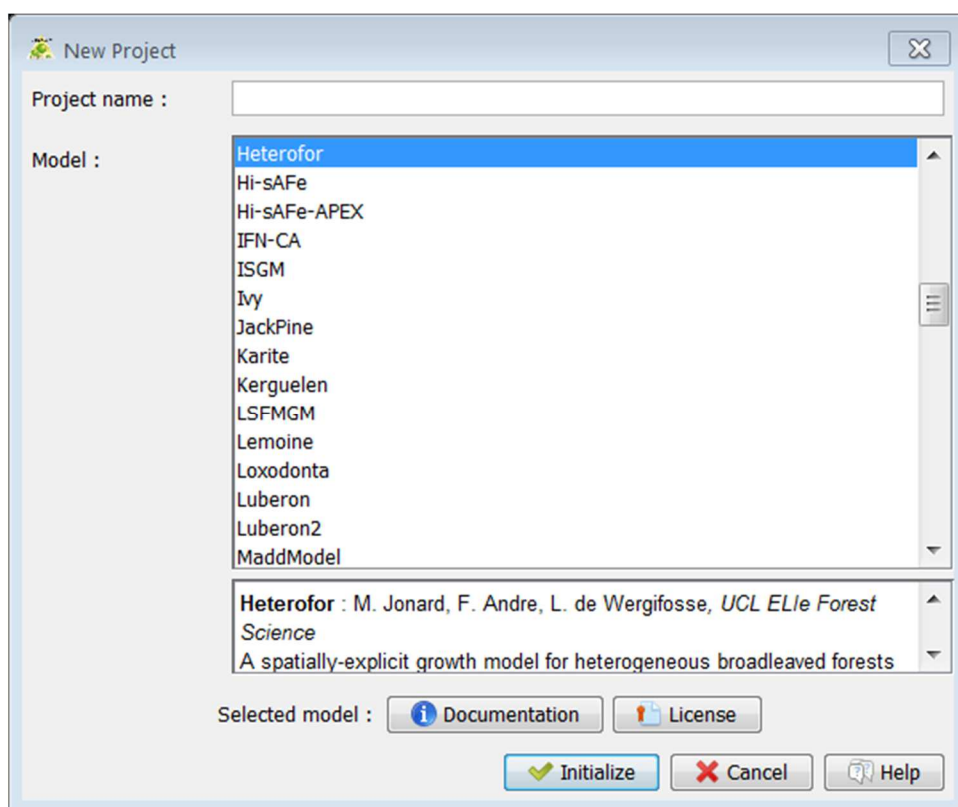 New Project
Project name :
Model :
Heterofor
Hi-sAFe
Hi-sAFe-APEX
IFN-CA
ISGM
Ivy
JackPine
Karite
Kerguelen
LSFMGM
Lemoine
Loxodonta
Luberon
Luberon2
MaddModel
Heterofor : M. Jonard, F. Andre, L. de Wergifosse, UCL ELIe Forest
Science
A spatially-explicit growth model for heterogeneous broadleaved forests
Selected model : Documentation License
Initialize Cancel Help